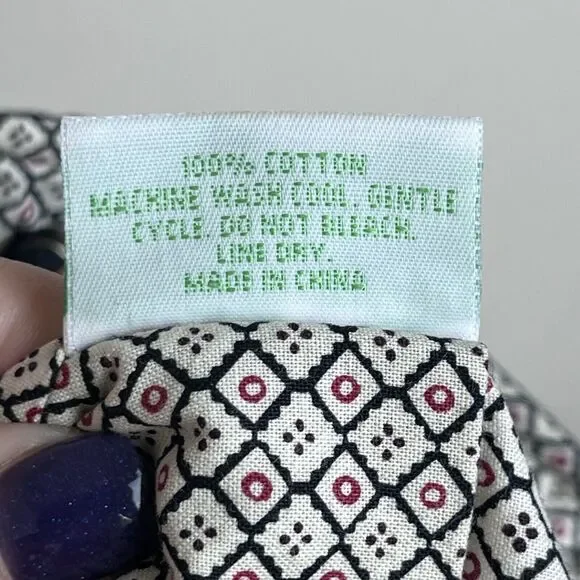 100% COTTON
MACHINE WASH COOL, GENTLE
CYCLE. DO NOT BLEACH.
LINE DRY.
MADE IN CHINA